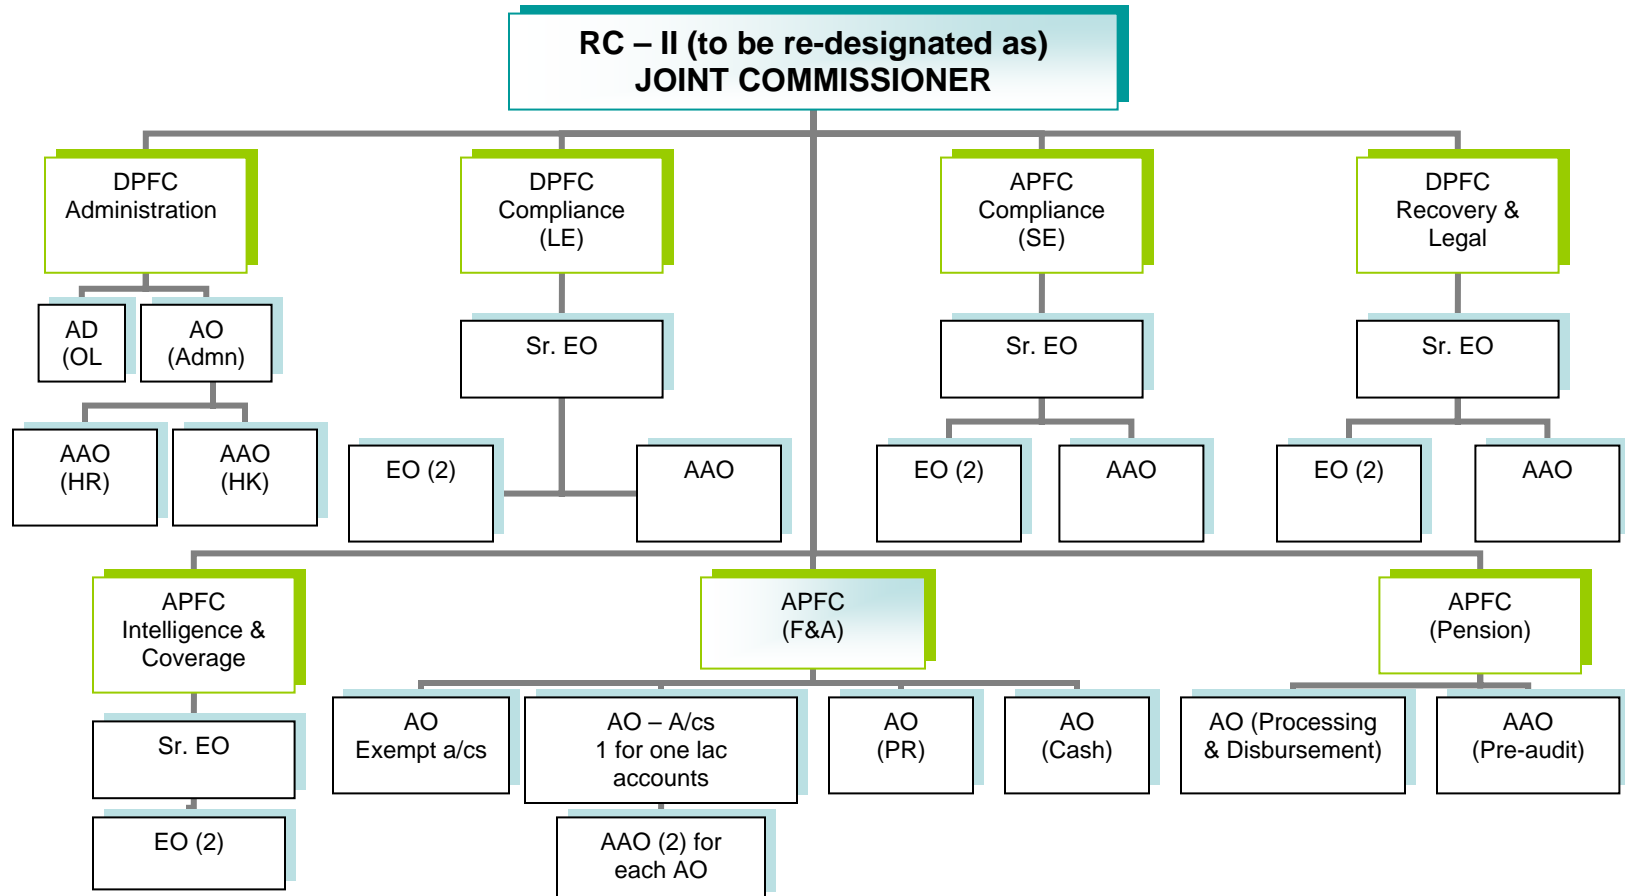 RC – II (to be re-designated as)
JOINT COMMISSIONER
DPFC
Administration
DPFC
Compliance
(LE)
APFC
Compliance
(SE)
DPFC
Recovery &
Legal
AD
(OL
AO
(Admn)
Sr. EO
Sr. EO
Sr. EO
AAO
(HR)
AAO
(HK)
EO (2)
AAO
EO (2)
AAO
EO (2)
AAO
APFC
Intelligence &
Coverage
APFC
(F&A)
APFC
(Pension)
Sr. EO
AO
Exempt a/cs
AO – A/cs
1 for one lac
accounts
AO
(PR)
AO
(Cash)
AO (Processing
& Disbursement)
AAO
(Pre-audit)
EO (2)
AAO (2) for
each AO